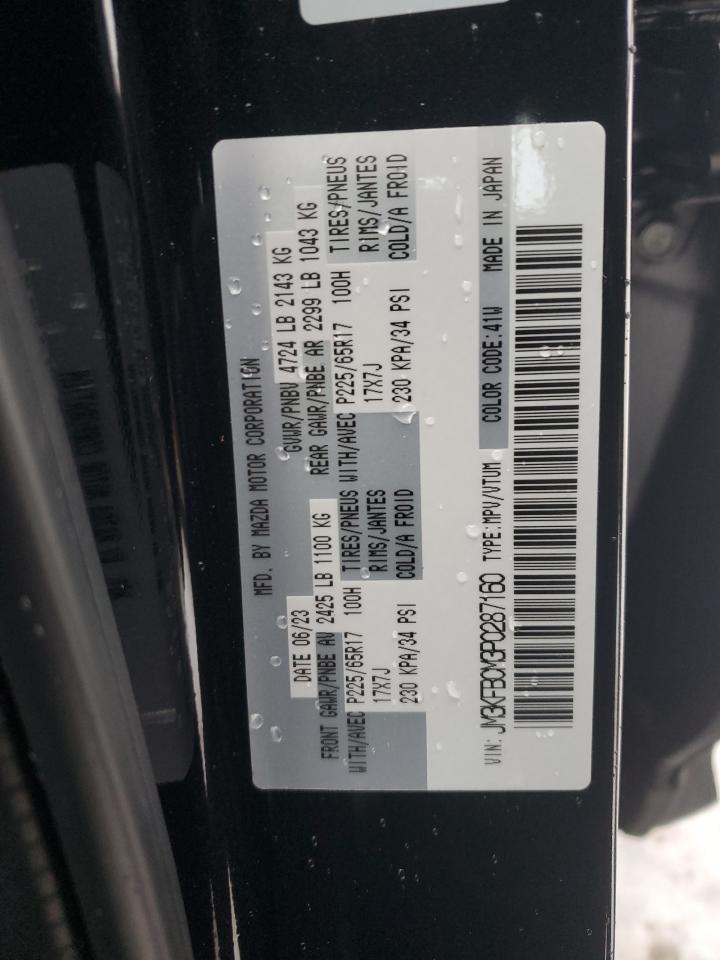 MFD. BY MAZDA MOTOR CORPORATION
DATE 06/23 GVWR/PNBV 4724 LB 2143 KG
FRONT GAWR/PNBE AV 2425 LB 1100 KG REAR GAWR/PNBE AR 2299 LB 1043 KG
WITH/AVEC P225/65R17 100H TIRES/PNEUS WITH/AVEC P225/65R17 100H TIRES/PNEUS
17X7J RIMS/JANTES 17X7J RIMS/JANTES
230 KPA/34 PSI COLD/A FROID 230 KPA/34 PSI COLD/A FROID
VIN: JM3KFBCM3P0287160 TYPE:MPV/VTUM COLOR CODE:41W MADE IN JAPAN